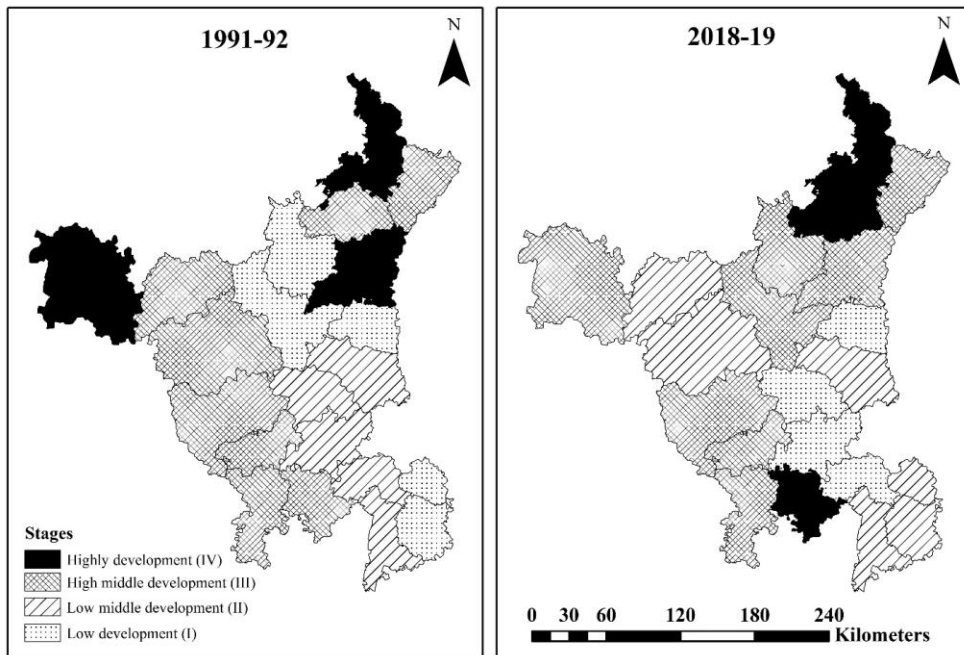 1991-92
N
Stages
Highly development (IV)
High middle development (III)
Low middle development (II)
Low development (I)
2018-19
N
0 30 60 120 180 240
Kilometers